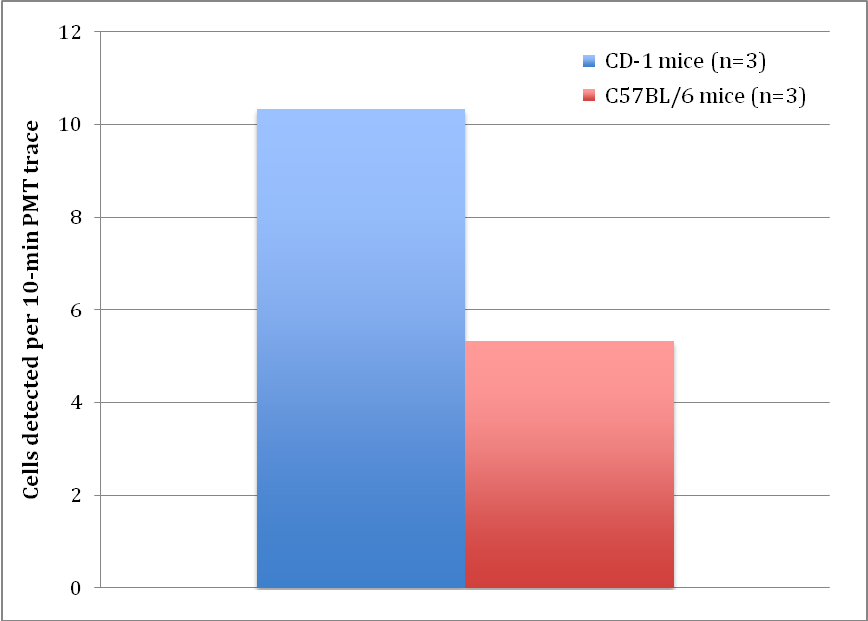 12
10
8
6
4
2
0
Cells detected per 10-min PMT trace
CD-1 mice (n=3)
C57BL/6 mice (n=3)